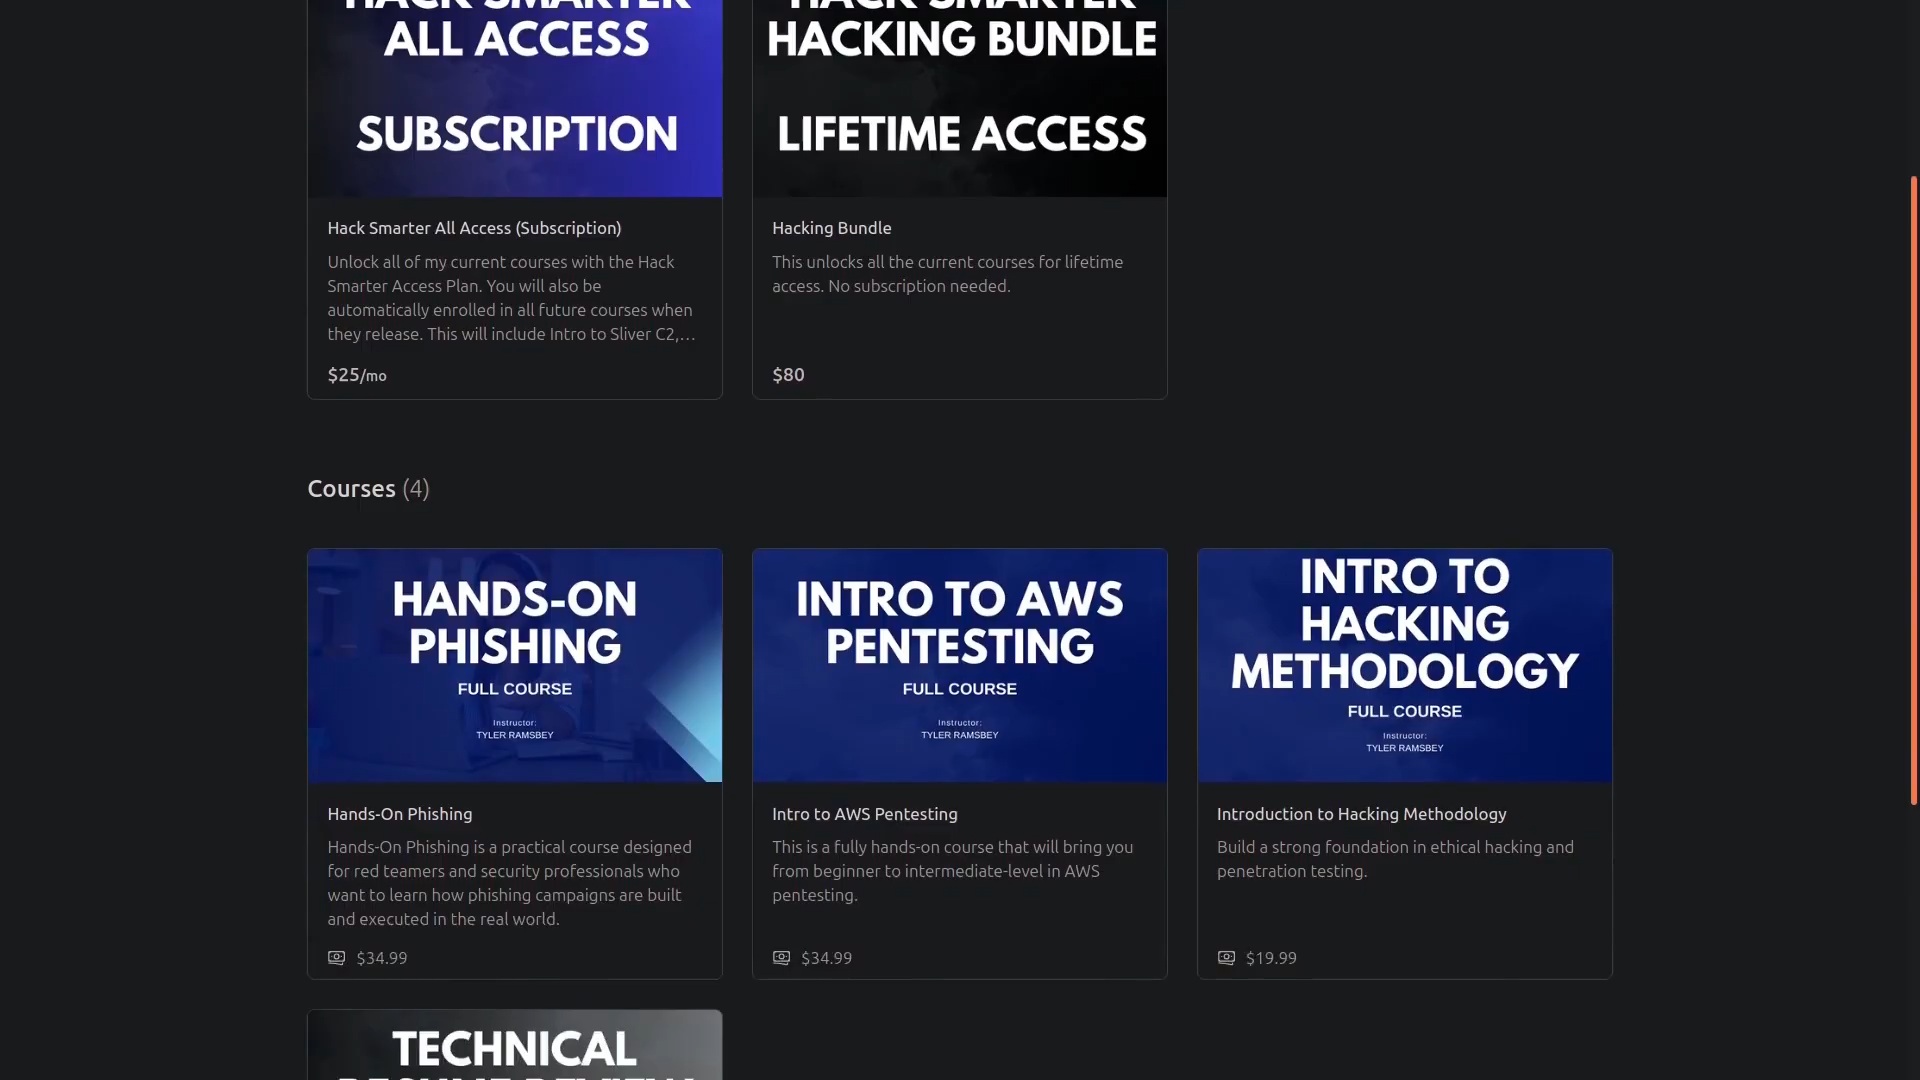 HACK SMARTER
ALL ACCESS
SUBSCRIPTION
HACK SMARTER
HACKING BUNDLE
LIFETIME ACCESS
Hack Smarter All Access (Subscription)
Unlock all of my current courses with the Hack
Smarter Access Plan. You will also be
automatically enrolled in all future courses when
they release. This will include Intro to Sliver C2,...
$25/mo
Hacking Bundle
This unlocks all the current courses for lifetime
access. No subscription needed.
$80
Courses (4)
HANDS-ON
PHISHING
FULL COURSE
Instructor:
TYLER RAMSBEY
INTRO TO AWS
PENTESTING
FULL COURSE
Instructor:
TYLER RAMSBEY
INTRO TO
HACKING
METHODOLOGY
FULL COURSE
Instructor:
TYLER RAMSBEY
Hands-On Phishing
Hands-On Phishing is a practical course designed
for red teamers and security professionals who
want to learn how phishing campaigns are built
and executed in the real world.
$34.99
Intro to AWS Pentesting
This is a fully hands-on course that will bring you
from beginner to intermediate-level in AWS
pentesting.
$34.99
Introduction to Hacking Methodology
Build a strong foundation in ethical hacking and
penetration testing.
$19.99
TECHNICAL